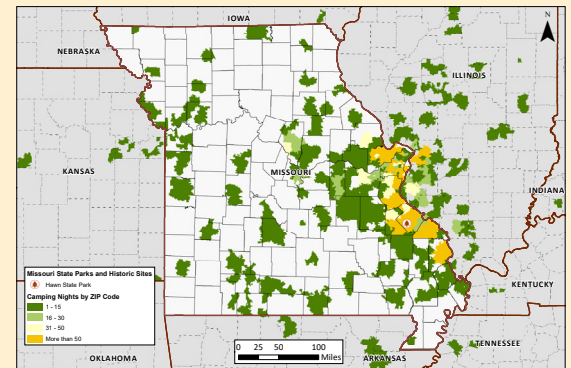 IOWA
N
NEBRASKA
ILLINOIS
KANSAS
MISSOURI
INDIANA
Missouri State Parks and Historic Sites
Hawn State Park
Camping Nights by ZIP Code
1 - 15
16 - 30
31 - 50
More than 50
KENTUCKY
0 25 50 100
Miles
TENNESSEE
OKLAHOMA
ARKANSAS